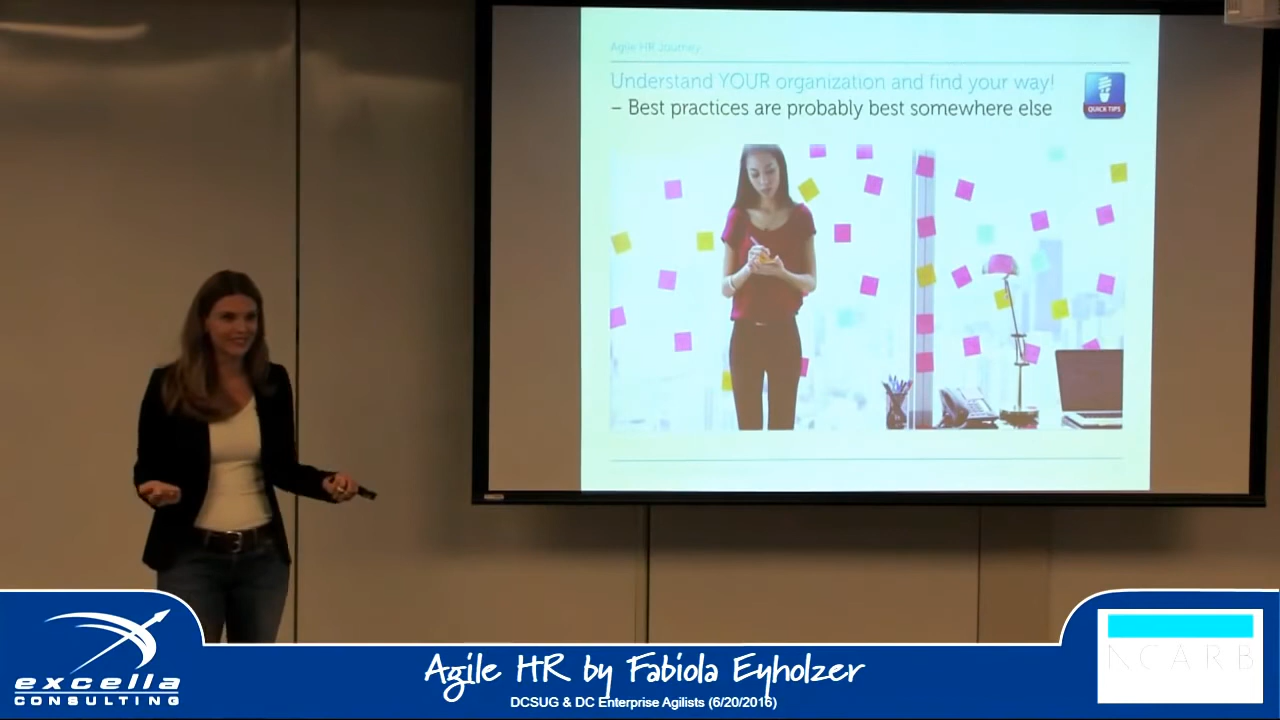 Agile HR Journey
Understand YOUR organization and find your way!
– Best practices are probably best somewhere else
QUICK TIPS
excella
CONSULTING
Agile HR by Fabiola Eyholzer
DCSUG & DC Enterprise Agilists (6/20/2016)
NCARB